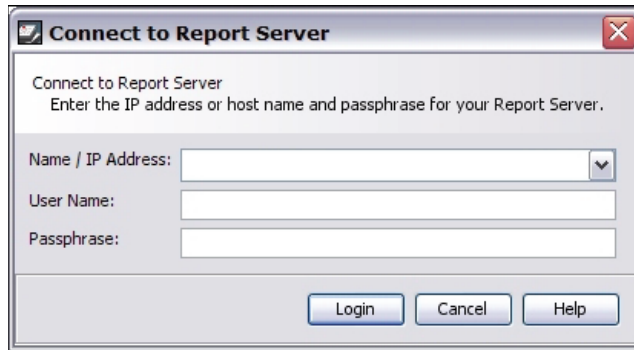 Connect to Report Server
Connect to Report Server
Enter the IP address or host name and passphrase for your Report Server.
Name / IP Address:
User Name:
Passphrase:
Login Cancel Help